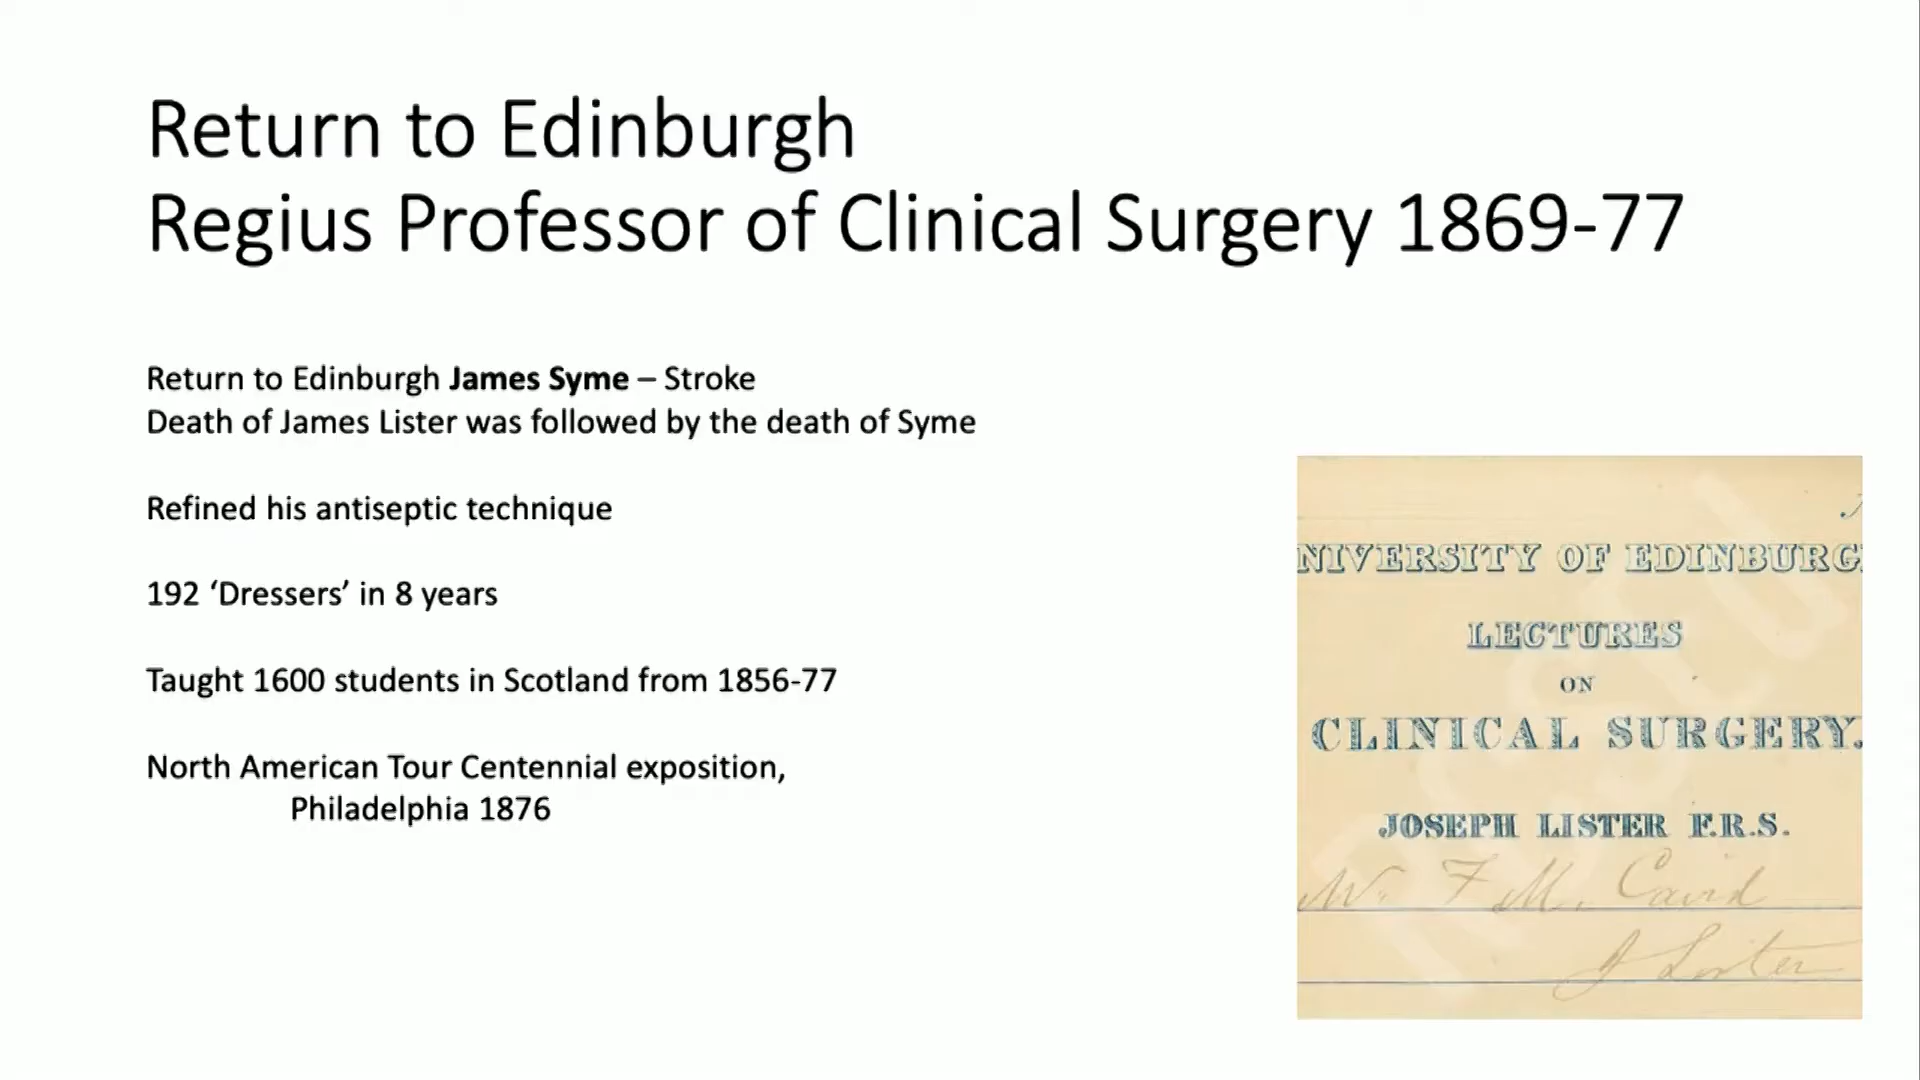 Return to Edinburgh
Regius Professor of Clinical Surgery 1869-77
Return to Edinburgh James Syme – Stroke
Death of James Lister was followed by the death of Syme
Refined his antiseptic technique
192 ‘Dressers’ in 8 years
Taught 1600 students in Scotland from 1856-77
North American Tour Centennial exposition,
Philadelphia 1876
NIVERSITY OF EDINBURG
LECTURES
ON
CLINICAL SURGERY.
JOSEPH LISTER F.R.S.
F. M. Caird
J Lister